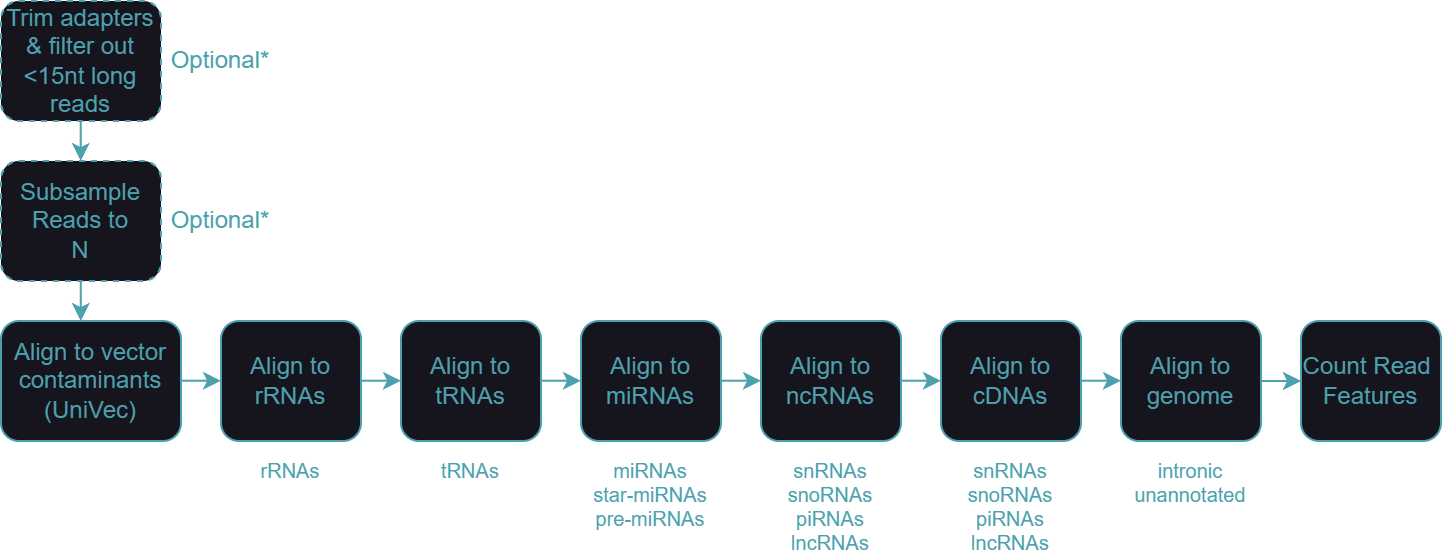 Trim adapters
& filter out
<15nt long
reads
Optional*
Subsample
Reads to
N
Optional*
Align to vector
contaminants
(UniVec)
Align to
rRNAs
Align to
tRNAs
Align to
miRNAs
Align to
ncRNAs
Align to
cDNAs
Align to
genome
Count Read
Features
rRNAs
tRNAs
miRNAs
star-miRNAs
pre-miRNAs
snRNAs
snoRNAs
piRNAs
lncRNAs
snRNAs
snoRNAs
piRNAs
lncRNAs
intronic
unannotated